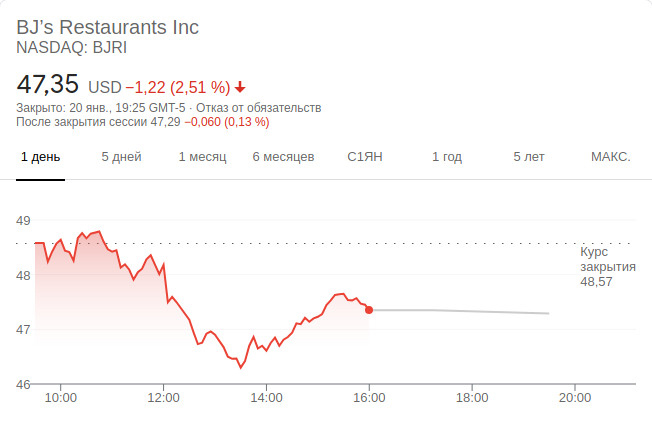 BJ’s Restaurants Inc
NASDAQ: BJRI
47,35 USD −1,22 (2,51 %)
Закрыто: 20 янв., 19:25 GMT-5 · Отказ от обязательств
После закрытия сессии 47,29 −0,060 (0,13 %)
1 день 5 дней 1 месяц 6 месяцев С1ЯН 1 год 5 лет МАКС.
49
Курс
закрытия
48,57
48
47
46
10:00 12:00 14:00 16:00 18:00 20:00